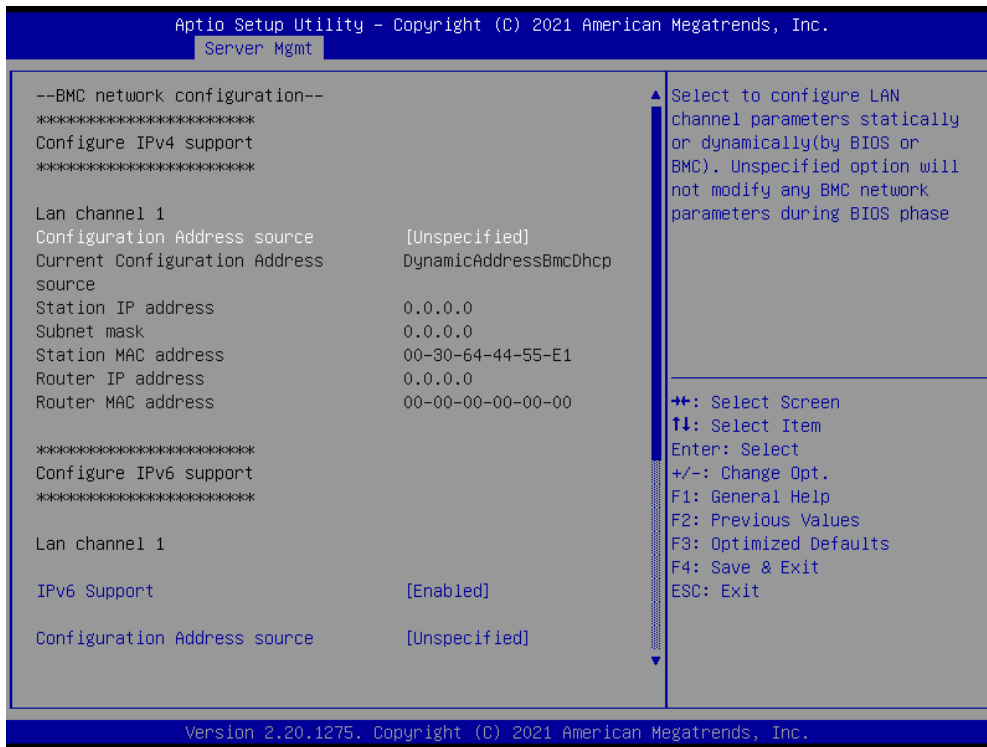 Aptio Setup Utility – Copyright (C) 2021 American Megatrends, Inc.
Server Mgmt
--BMC network configuration--
***********************
Configure IPv4 support
***********************
Lan channel 1
Configuration Address source [Unspecified]
Current Configuration Address DynamicAddressBmcDhcp
source
Station IP address 0.0.0.0
Subnet mask 0.0.0.0
Station MAC address 00-30-64-44-55-E1
Router IP address 0.0.0.0
Router MAC address 00-00-00-00-00-00
***********************
Configure IPv6 support
***********************
Lan channel 1
IPv6 Support [Enabled]
Configuration Address source [Unspecified]
Select to configure LAN
channel parameters statically
or dynamically(by BIOS or
BMC). Unspecified option will
not modify any BMC network
parameters during BIOS phase
→←: Select Screen
↑↓: Select Item
Enter: Select
+/-: Change Opt.
F1: General Help
F2: Previous Values
F3: Optimized Defaults
F4: Save & Exit
ESC: Exit
Version 2.20.1275. Copyright (C) 2021 American Megatrends, Inc.